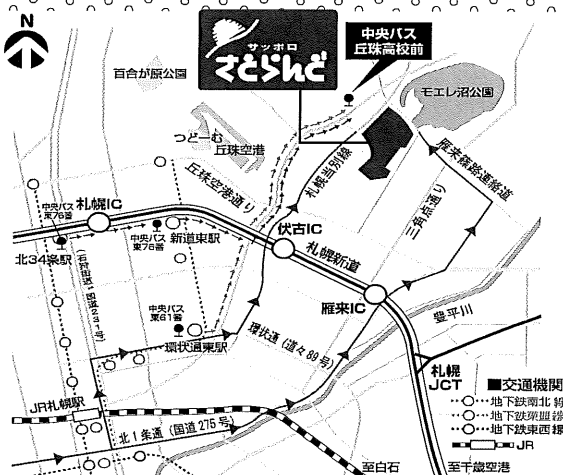 N
サッポロ
さとらんど
中央バス
丘珠高校前
百合が原公園
モエレ沼公園
つどーむ
丘珠空港
丘珠空港通り
札幌当別線
雁来篠路連絡道
三角点通り
中央バス
東76番
札幌IC
北34条駅
中央バス
東76番
新道東駅
伏古IC
札幌新道
中央バス
東61番
環状通東駅
環状通（道々89号）
雁来IC
豊平川
札幌
JCT
JR札幌駅
北1条通（国道275号）
至白石
至千歳空港
交通機関
地下鉄南北線
地下鉄東豊線
地下鉄東西線
JR